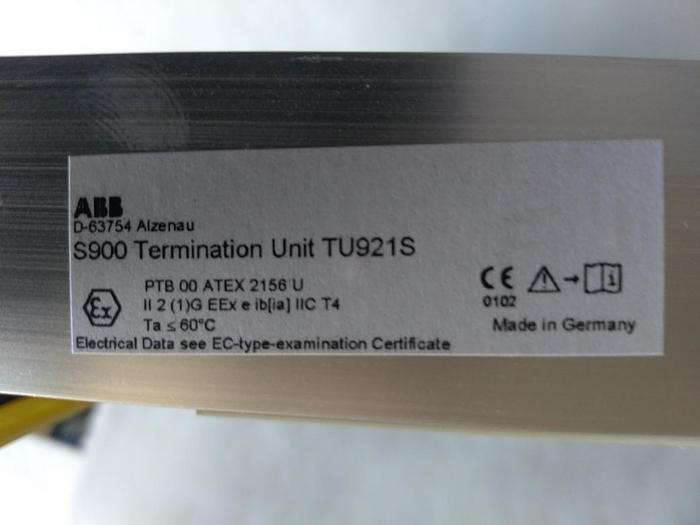 ABB
D-63754 Alzenau
S900 Termination Unit TU921S
Ex
PTB 00 ATEX 2156 U
II 2 (1)G EEx e ib[ia] IIC T4
Ta ≤ 60°C
Electrical Data see EC-type-examination Certificate
CE
0102
i
Made in Germany